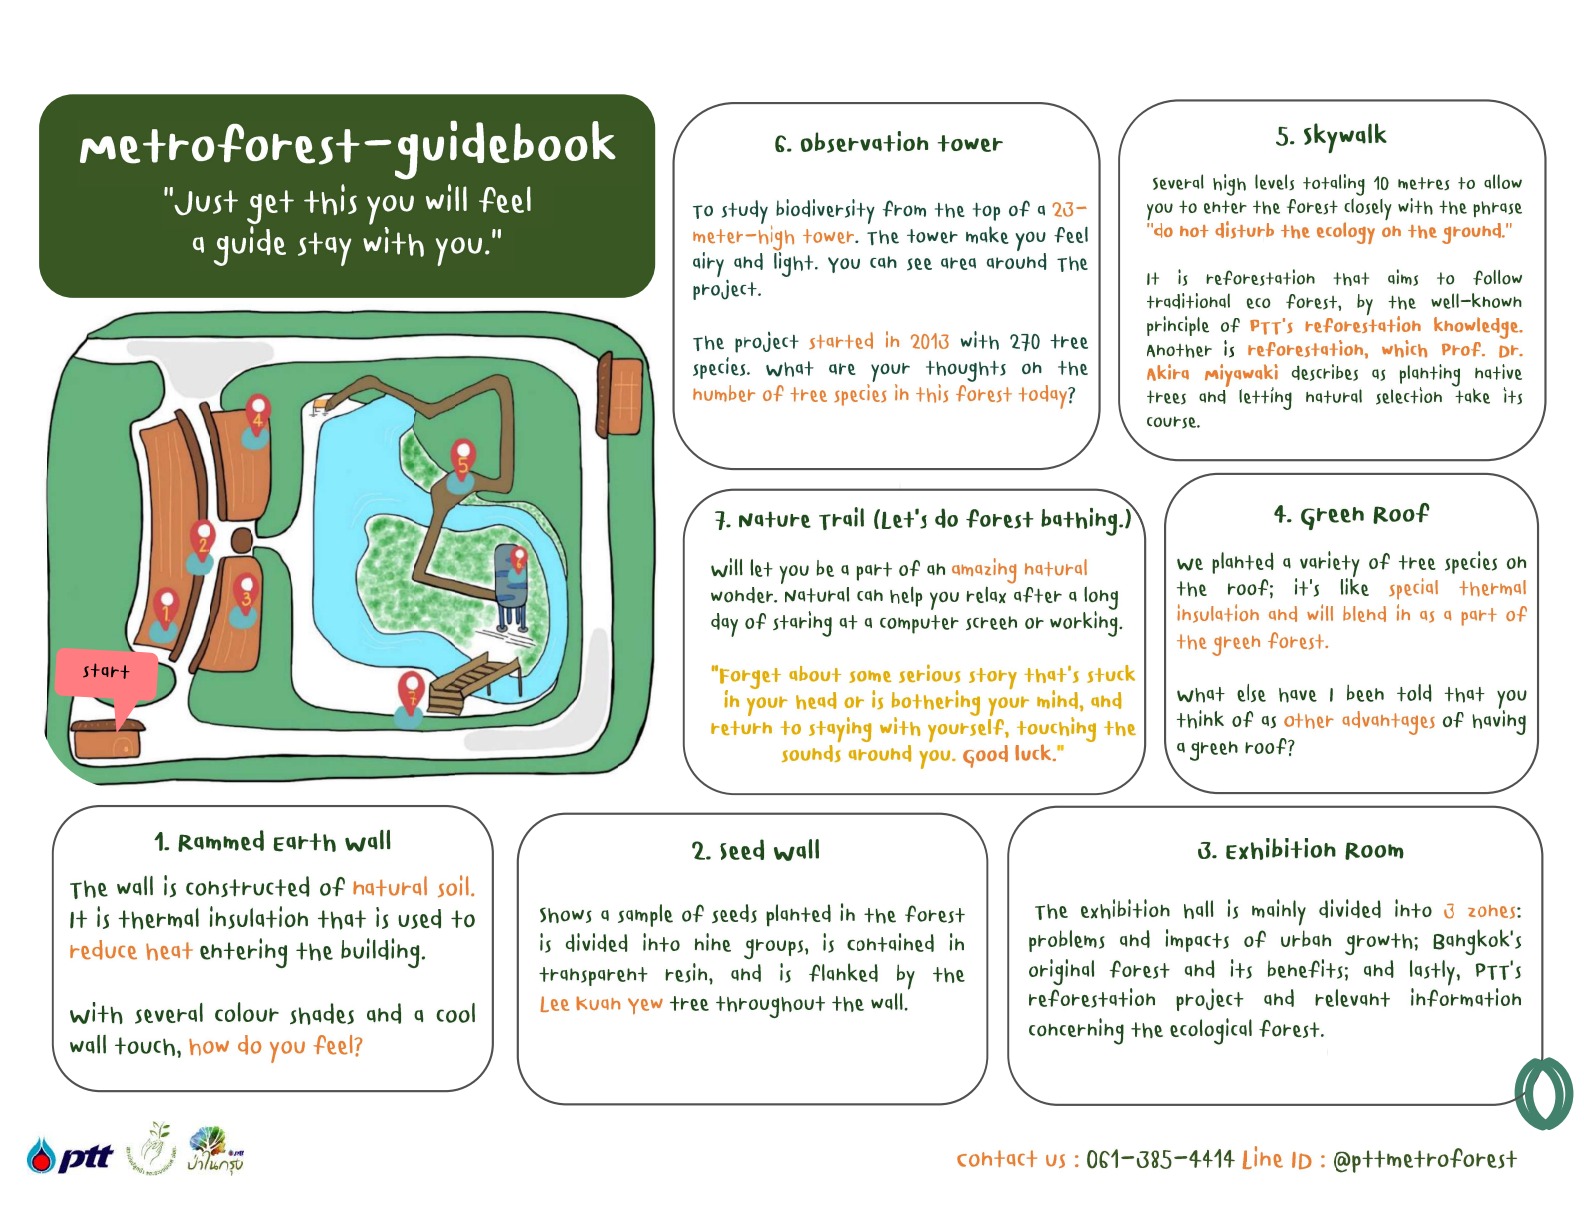 metroforest-guidebook
"Just get this you will feel
a guide stay with you."
4
5
2
6
3
1
start
7
6. Observation tower
To study biodiversity from the top of a 23-
meter-high tower. The tower make you feel
airy and light. You can see area around The
project.
The project started in 2013 with 270 tree
species. What are your thoughts on the
number of tree species in this forest today?
5. Skywalk
Several high levels totaling 10 metres to allow
you to enter the forest closely with the phrase
"do not disturb the ecology on the ground."
It is reforestation that aims to follow
traditional eco forest, by the well-known
principle of PTT's reforestation knowledge.
Another is reforestation, which Prof. Dr.
Akira Miyawaki describes as planting native
trees and letting natural selection take its
course.
7. Nature Trail (Let's do forest bathing.)
Will let you be a part of an amazing natural
wonder. Natural can help you relax after a long
day of staring at a computer screen or working.
"Forget about some serious story that's stuck
in your head or is bothering your mind, and
return to staying with yourself, touching the
sounds around you. Good luck."
4. Green Roof
We planted a variety of tree species on
the roof; it's like special thermal
insulation and will blend in as a part of
the green forest.
What else have I been told that you
think of as other advantages of having
a green roof?
1. Rammed Earth Wall
The wall is constructed of natural soil.
It is thermal insulation that is used to
reduce heat entering the building.
With several colour shades and a cool
wall touch, how do you feel?
2. Seed Wall
Shows a sample of seeds planted in the forest
is divided into nine groups, is contained in
transparent resin, and is flanked by the
Lee Kuan Yew tree throughout the wall.
3. Exhibition Room
The exhibition hall is mainly divided into 3 zones:
problems and impacts of urban growth; Bangkok's
original forest and its benefits; and lastly, PTT's
reforestation project and relevant information
concerning the ecological forest.
ptt
ptt
ป่าในกรุง
contact us : 061-385-4414 Line ID : @pttmetroforest